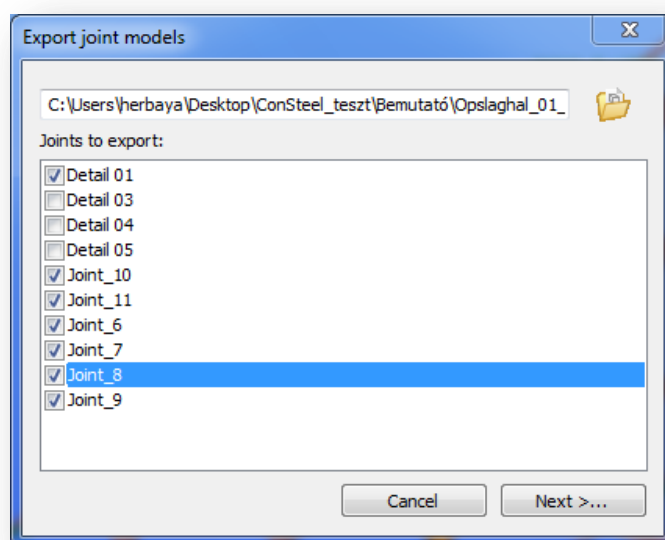 Export joint models
C:\Users\herbaya\Desktop\ConSteel_teszt\Bemutató\Opslaghal_01_
Joints to export:
Detail 01
Detail 03
Detail 04
Detail 05
Joint_10
Joint_11
Joint_6
Joint_7
Joint_8
Joint_9
Cancel
Next >...